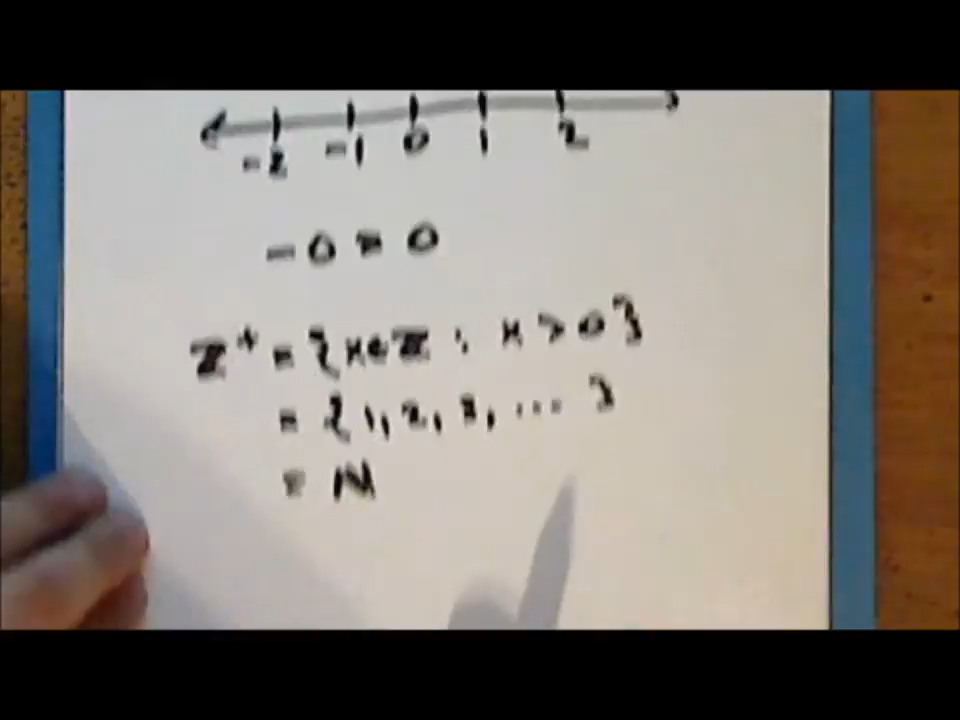 -2 -1 0 1 2
-0 = 0
ℤ⁺ = {x∈ℤ : x > 0}
= {1, 2, 3, ... }
= ℕ